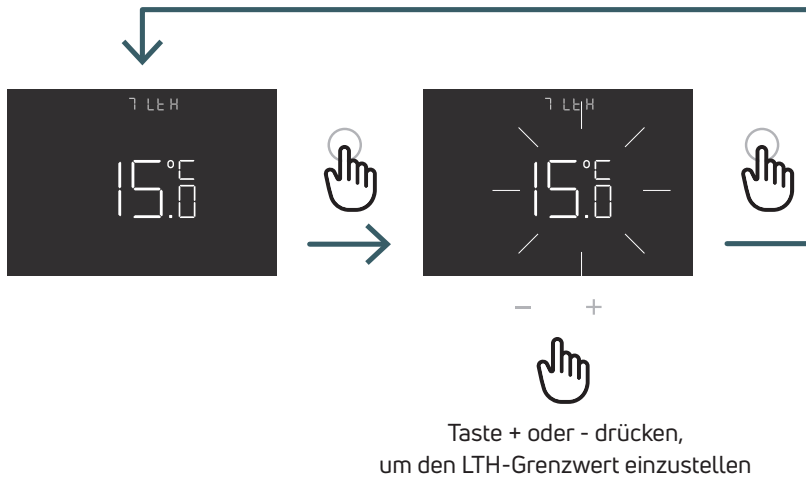 7 LtH
15.0 °C
7 LtH
15.0 °C
− +
Taste + oder - drücken,
um den LTH-Grenzwert einzustellen